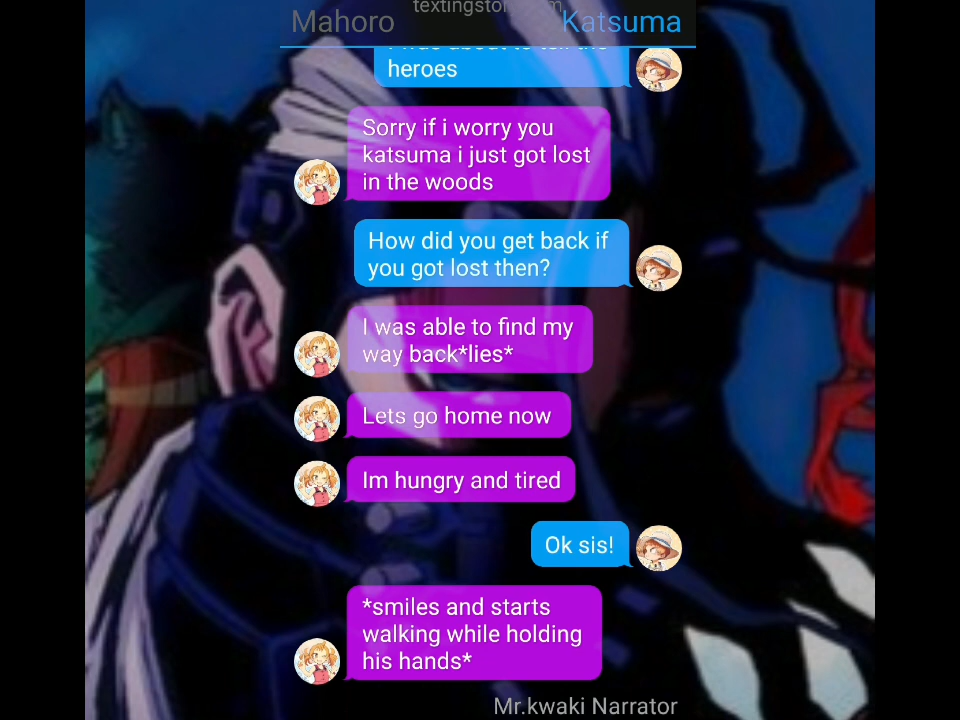 textingsto
Mahoro
Katsuma
heroes
Sorry if i worry you
katsuma i just got lost
in the woods
How did you get back if
you got lost then?
I was able to find my
way back*lies*
Lets go home now
Im hungry and tired
Ok sis!
*smiles and starts
walking while holding
his hands*
Mr.kwaki Narrator